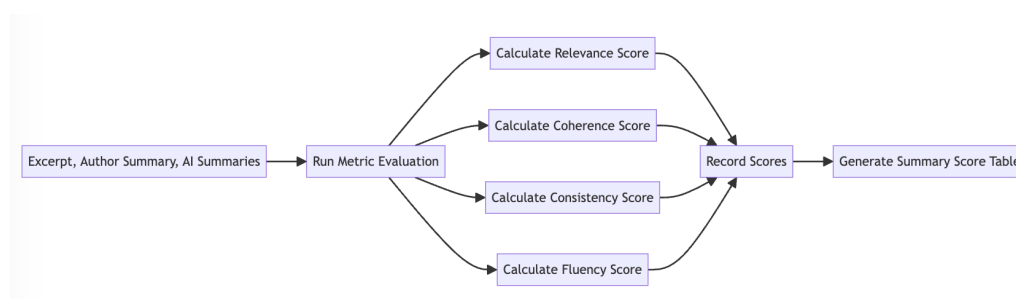 Excerpt, Author Summary, AI Summaries
Run Metric Evaluation
Calculate Relevance Score
Calculate Coherence Score
Calculate Consistency Score
Calculate Fluency Score
Record Scores
Generate Summary Score Table